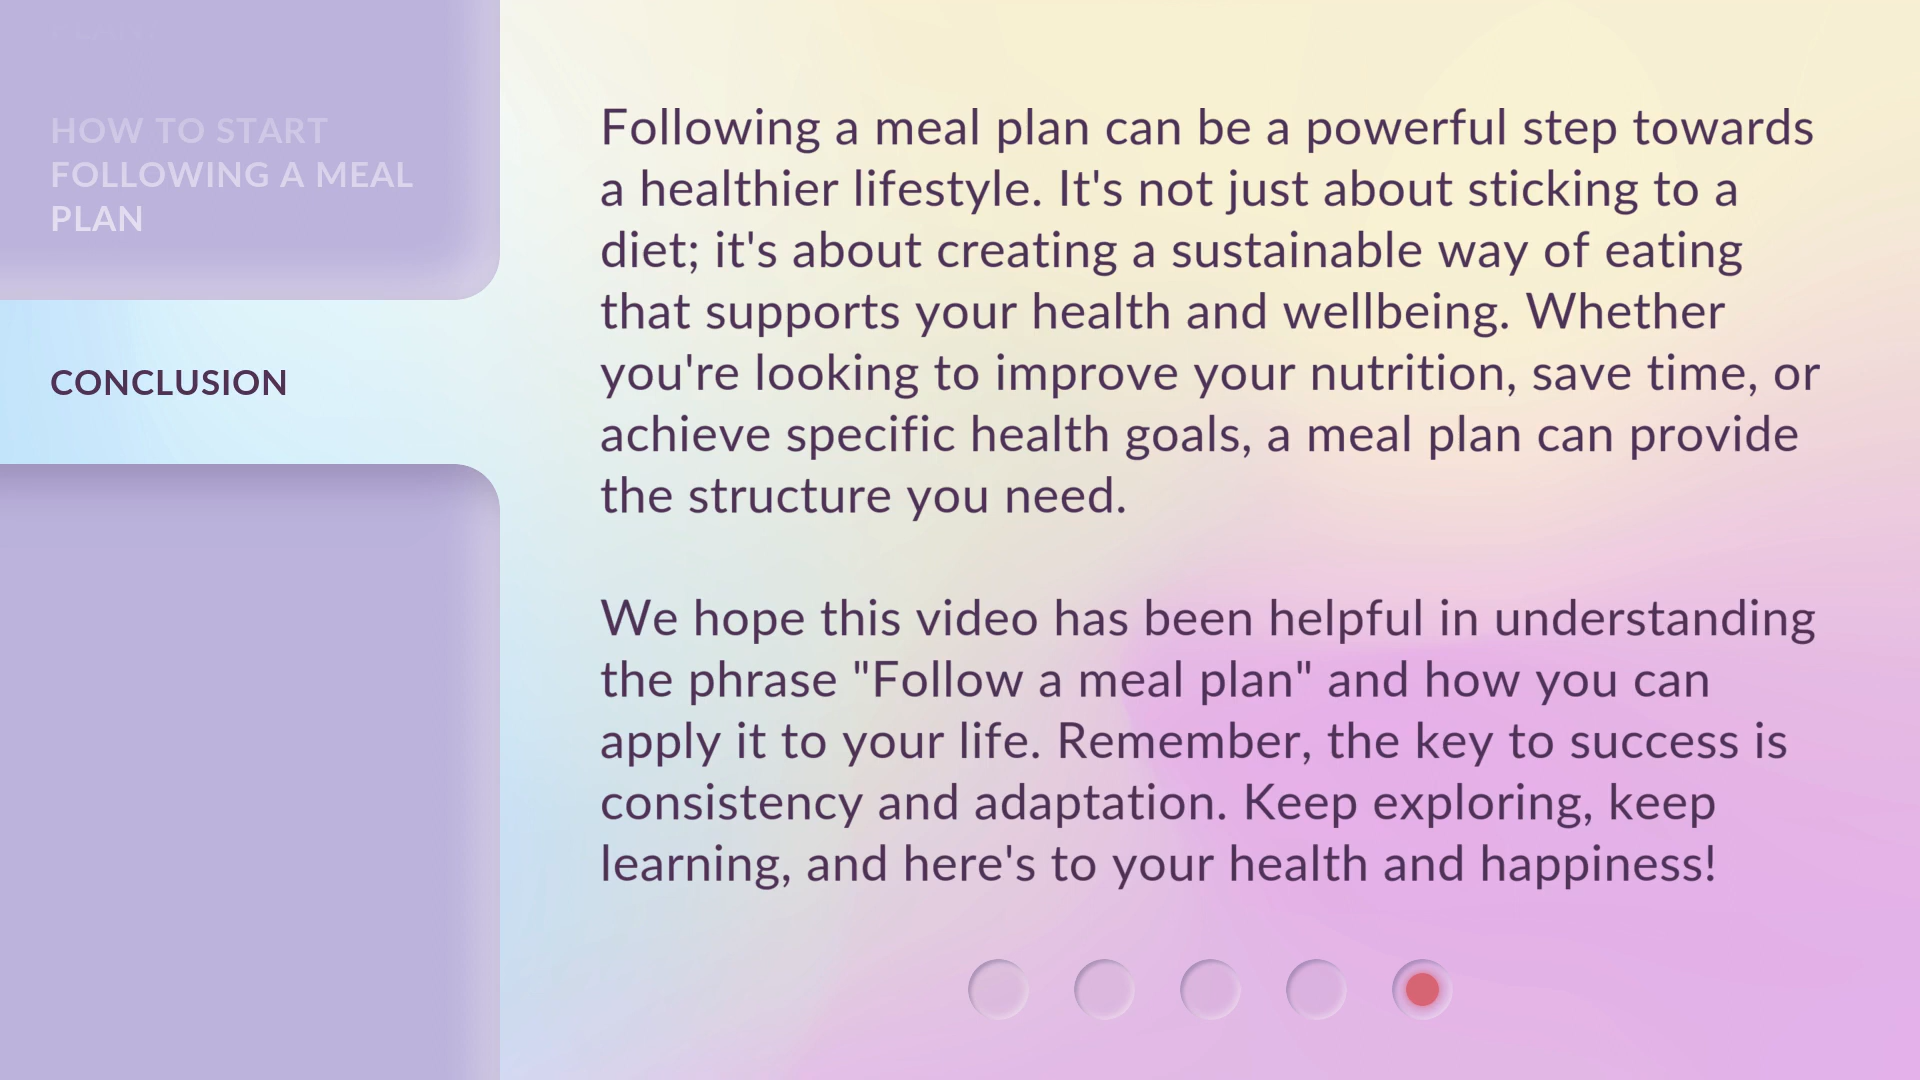 HOW TO START
FOLLOWING A MEAL
PLAN
CONCLUSION
Following a meal plan can be a powerful step towards
a healthier lifestyle. It's not just about sticking to a
diet; it's about creating a sustainable way of eating
that supports your health and wellbeing. Whether
you're looking to improve your nutrition, save time, or
achieve specific health goals, a meal plan can provide
the structure you need.
We hope this video has been helpful in understanding
the phrase "Follow a meal plan" and how you can
apply it to your life. Remember, the key to success is
consistency and adaptation. Keep exploring, keep
learning, and here's to your health and happiness!